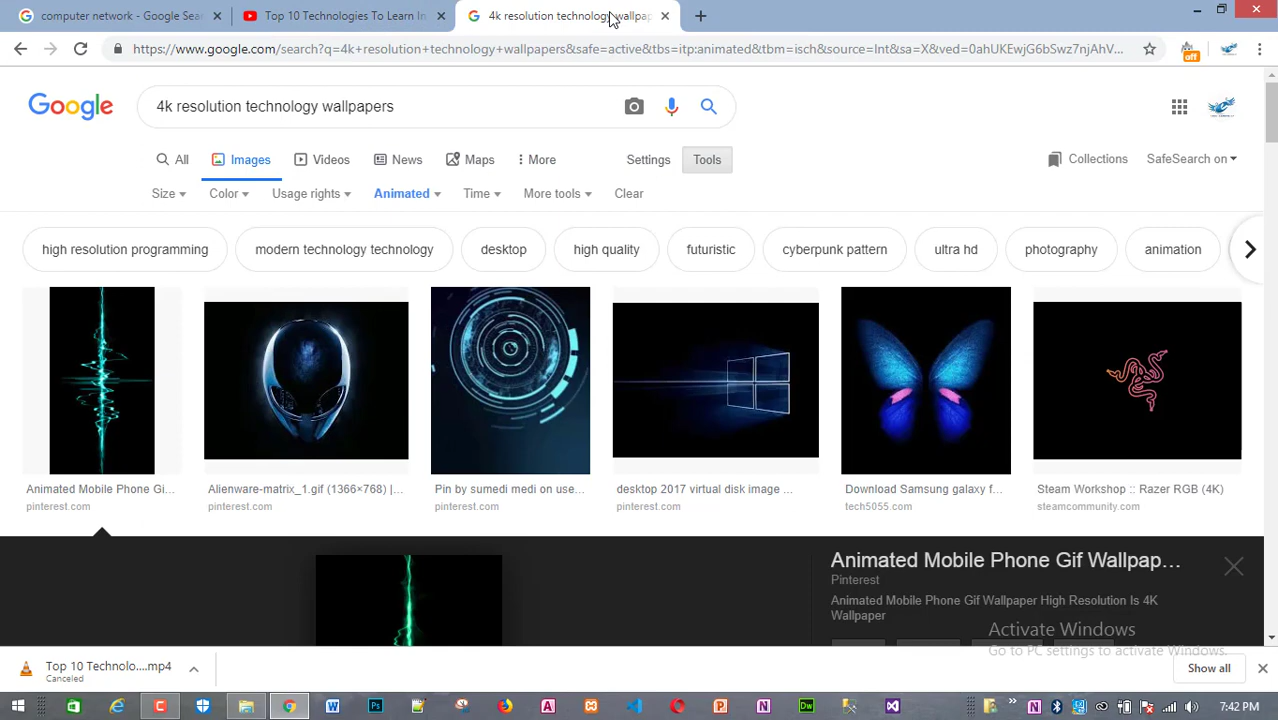 computer network - Google Sea
Top 10 Technologies To Learn In
4k resolution technology wallpap
https://www.google.com/search?q=4k+resolution+technology+wallpapers&safe=active&tbs=itp:animated&tbm=isch&source=lnt&sa=X&ved=0ahUKEwjG6bSwz7njAhV...
off
Google
4k resolution technology wallpapers
All
Images
Videos
News
Maps
More
Settings
Tools
Collections
SafeSearch on
Size
Color
Usage rights
Animated
Time
More tools
Clear
high resolution programming
modern technology technology
desktop
high quality
futuristic
cyberpunk pattern
ultra hd
photography
animation
Animated Mobile Phone Gi...
Alienware-matrix_1.gif (1366×768) |...
Pin by sumedi medi on use...
desktop 2017 virtual disk image ...
Download Samsung galaxy f...
Steam Workshop :: Razer RGB (4K)
pinterest.com
pinterest.com
pinterest.com
pinterest.com
tech5055.com
steamcommunity.com
Animated Mobile Phone Gif Wallpap...
Pinterest
Animated Mobile Phone Gif Wallpaper High Resolution Is 4K
Wallpaper
Activate Windows
Go to PC settings to activate Windows.
Top 10 Technolo....mp4
Canceled
Show all
7:42 PM